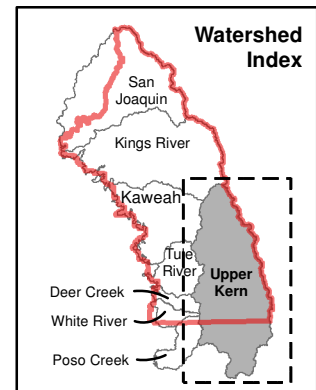 Watershed
Index
San
Joaquin
Kings River
Kaweah
Tule
River
Upper
Kern
Deer Creek
White River
Poso Creek